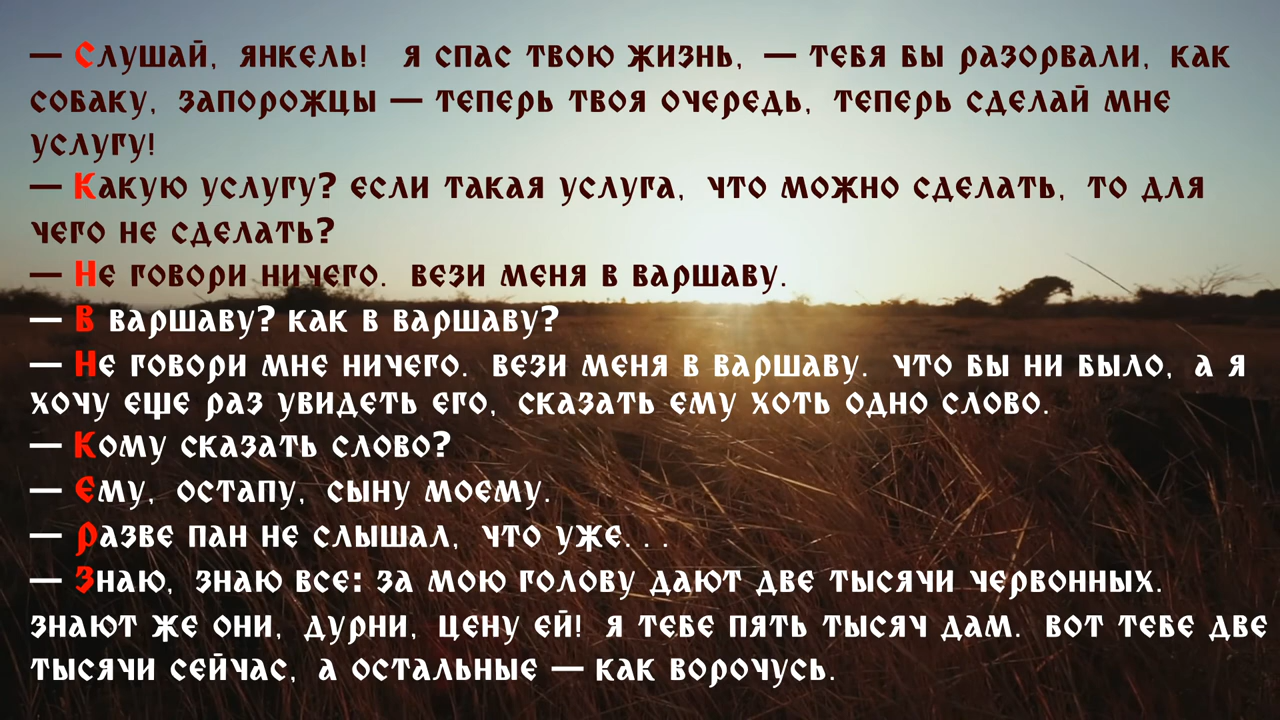 — Слушай, янкель! я спас твою жизнь, — тебя бы разорвали, как
собаку, запорожцы — теперь твоя очередь, теперь сделай мне
услугу!
— Какую услугу? если такая услуга, что можно сделать, то для
чего не сделать?
— Не говори ничего. вези меня в варшаву.
— В варшаву? как в варшаву?
— Не говори мне ничего. вези меня в варшаву. что бы ни было, а я
хочу еще раз увидеть его, сказать ему хоть одно слово.
— Кому сказать слово?
— Ему, остапу, сыну моему.
— Разве пан не слышал, что уже...
— Знаю, знаю все: за мою голову дают две тысячи червонных.
знают же они, дурни, цену ей! я тебе пять тысяч дам. вот тебе две
тысячи сейчас, а остальные — как ворочусь.